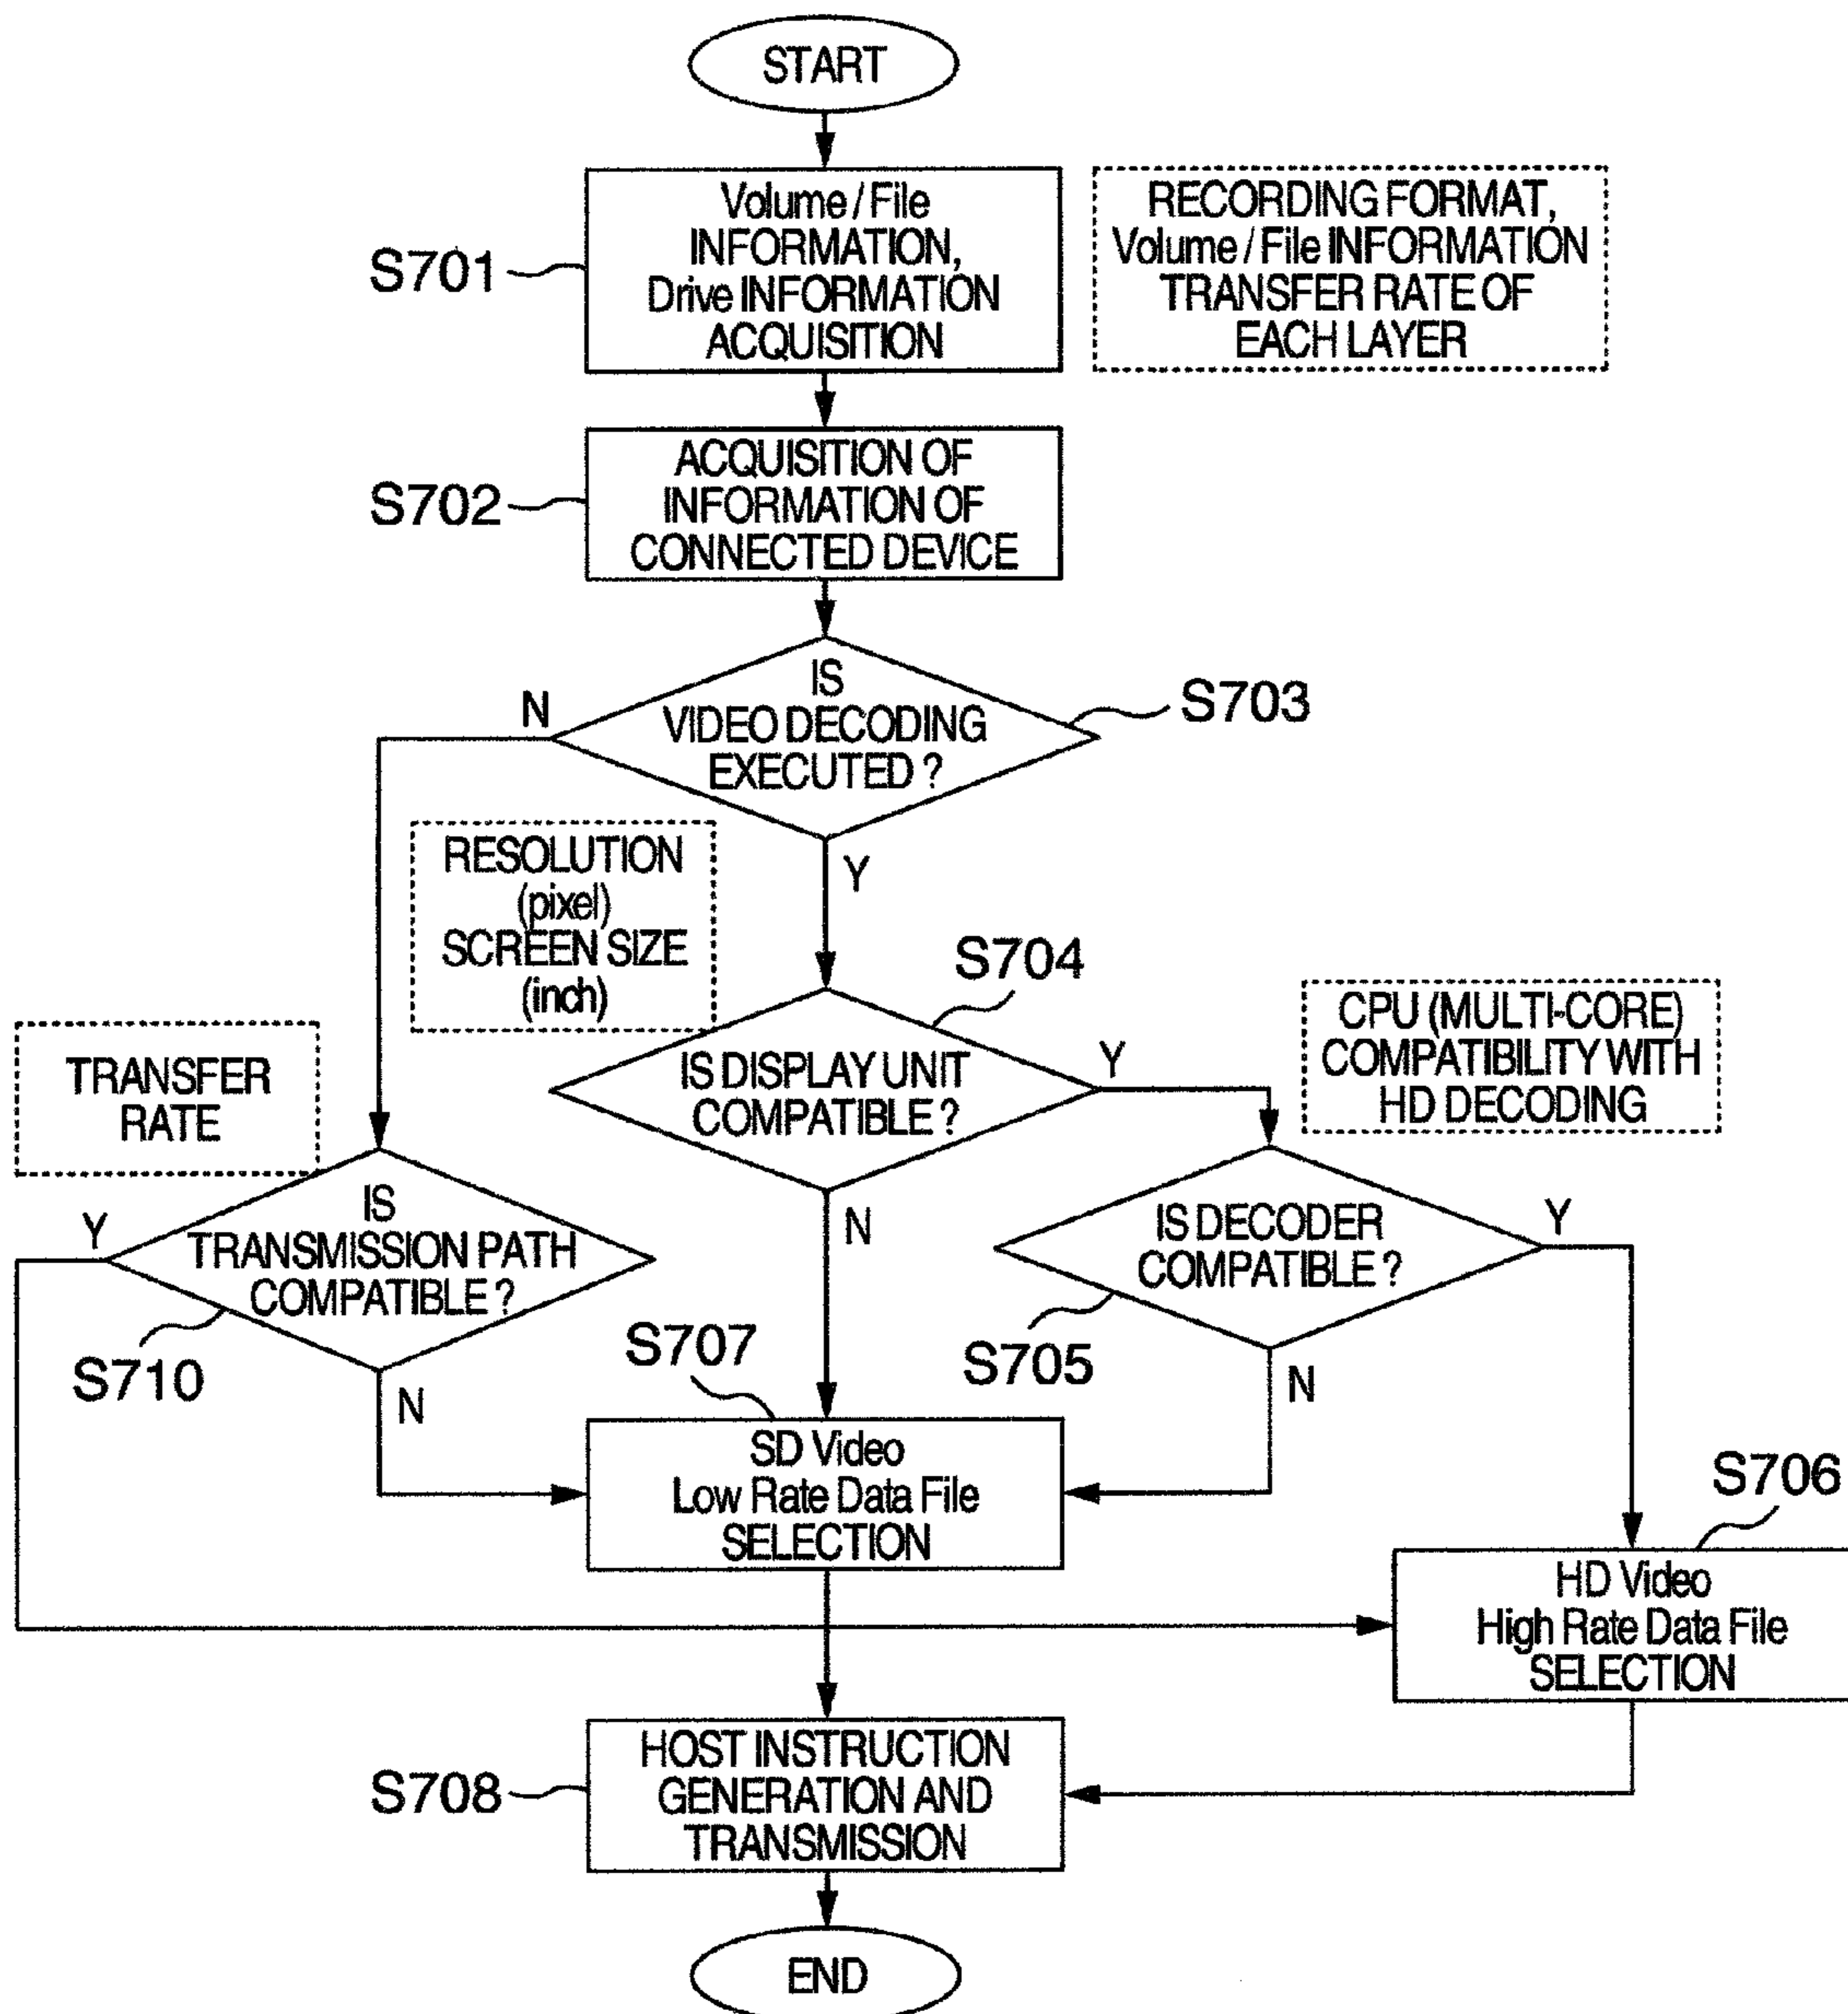 START
S701
Volume / File
INFORMATION,
Drive INFORMATION
ACQUISITION
RECORDING FORMAT,
Volume / File INFORMATION
TRANSFER RATE OF
EACH LAYER
S702
ACQUISITION OF
INFORMATION OF
CONNECTED DEVICE
N
IS
VIDEO DECODING
EXECUTED ?
S703
Y
RESOLUTION
(pixel)
SCREEN SIZE
(inch)
S704
IS DISPLAY UNIT
COMPATIBLE ?
Y
N
CPU (MULTI-CORE)
COMPATIBILITY WITH
HD DECODING
TRANSFER
RATE
Y
IS
TRANSMISSION PATH
COMPATIBLE ?
S710
N
IS DECODER
COMPATIBLE ?
Y
S705
N
S707
SD Video
Low Rate Data File
SELECTION
S706
HD Video
High Rate Data File
SELECTION
S708
HOST INSTRUCTION
GENERATION AND
TRANSMISSION
END